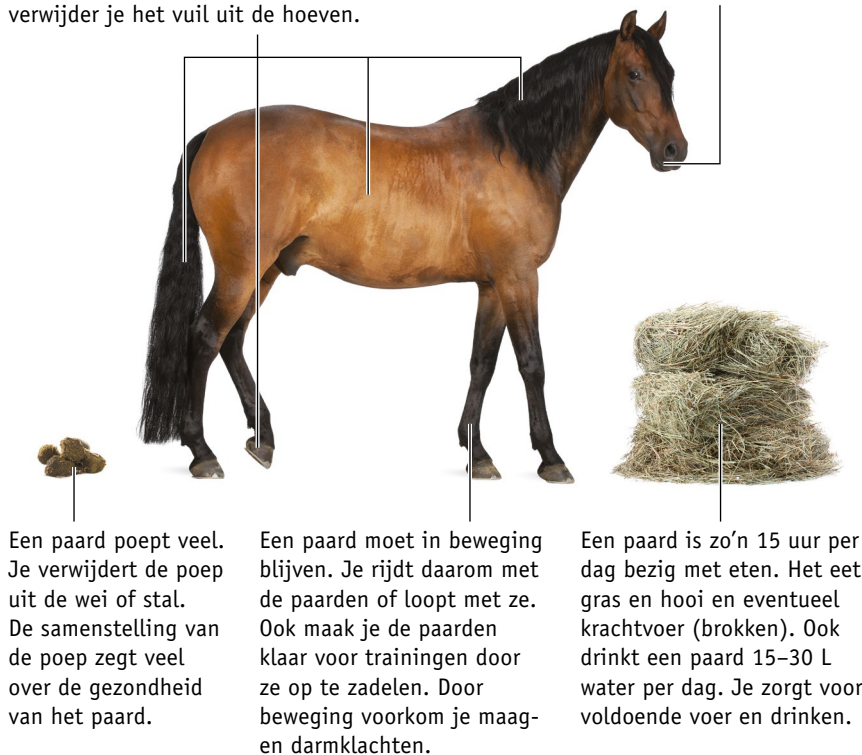 verwijder je het vuil uit de hoeven.
Een paard poept veel.
Je verwijdert de poep
uit de wei of stal.
De samenstelling van
de poep zegt veel
over de gezondheid
van het paard.
Een paard moet in beweging
blijven. Je rijdt daarom met
de paarden of loopt met ze.
Ook maak je de paarden
klaar voor trainingen door
ze op te zadelen. Door
beweging voorkom je maag-
en darmklachten.
Een paard is zo'n 15 uur per
dag bezig met eten. Het eet
gras en hooi en eventueel
krachtvoer (brokken). Ook
drinkt een paard 15–30 L
water per dag. Je zorgt voor
voldoende voer en drinken.